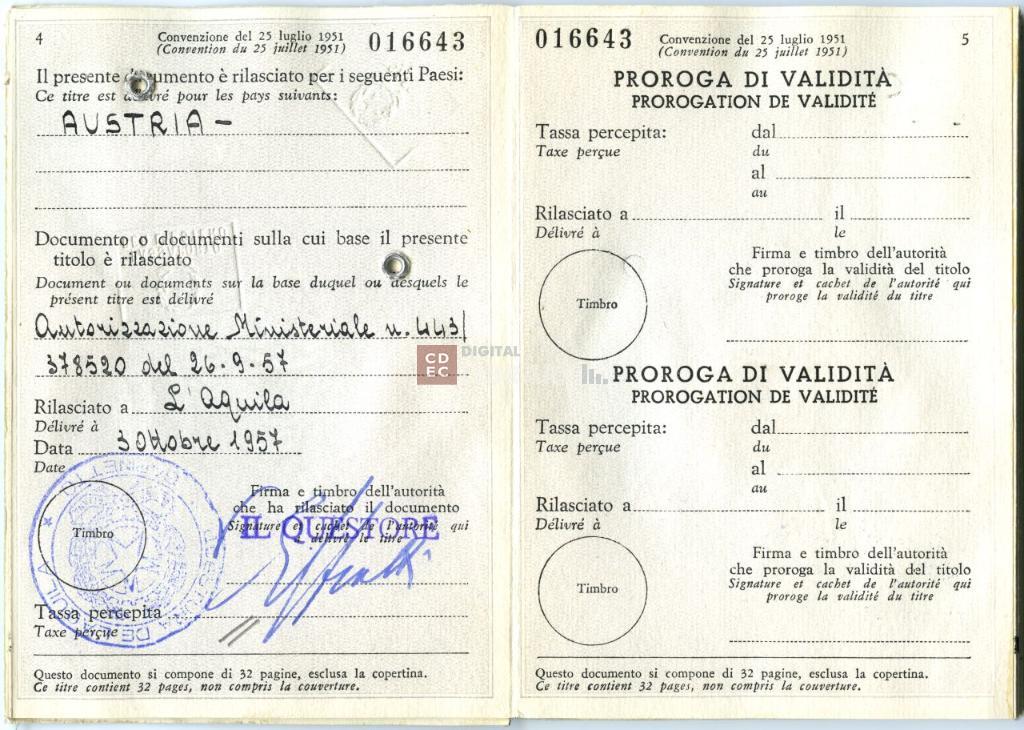 4
Convenzione del 25 luglio 1951
(Convention du 25 juillet 1951)
016643
Il presente documento è rilasciato per i seguenti Paesi:
Ce titre est délivré pour les pays suivants:
AUSTRIA –
Documento o documenti sulla cui base il presente
titolo è rilasciato
Document ou documents sur la base duquel ou desquels le
présent titre est délivré
Autorizzazione Ministeriale n. 443/
378520 del 26.9.57
Rilasciato a L'Aquila
Délivré à
Data 3 Ottobre 1957
Date
Firma e timbro dell'autorità
che ha rilasciato il documento
Signature et cachet de l'autorité qui
a délivré le titre
IL QUESTORE
Timbro
Tassa percepita
Taxe perçue
Questo documento si compone di 32 pagine, esclusa la copertina.
Ce titre contient 32 pages, non compris la couverture.
CDEC DIGITAL
016643
Convenzione del 25 luglio 1951
(Convention du 25 juillet 1951)
5
PROROGA DI VALIDITÀ
PROROGATION DE VALIDITÉ
Tassa percepita: dal
Taxe perçue du
al
au
Rilasciato a il
Délivré à le
Firma e timbro dell'autorità
che proroga la validità del titolo
Signature et cachet de l'autorité qui
proroge la validité du titre
Timbro
PROROGA DI VALIDITÀ
PROROGATION DE VALIDITÉ
Tassa percepita: dal
Taxe perçue du
al
au
Rilasciato a il
Délivré à le
Firma e timbro dell'autorità
che proroga la validità del titolo
Signature et cachet de l'autorité qui
proroge la validité du titre
Timbro
Questo documento si compone di 32 pagine, esclusa la copertina.
Ce titre contient 32 pages, non compris la couverture.